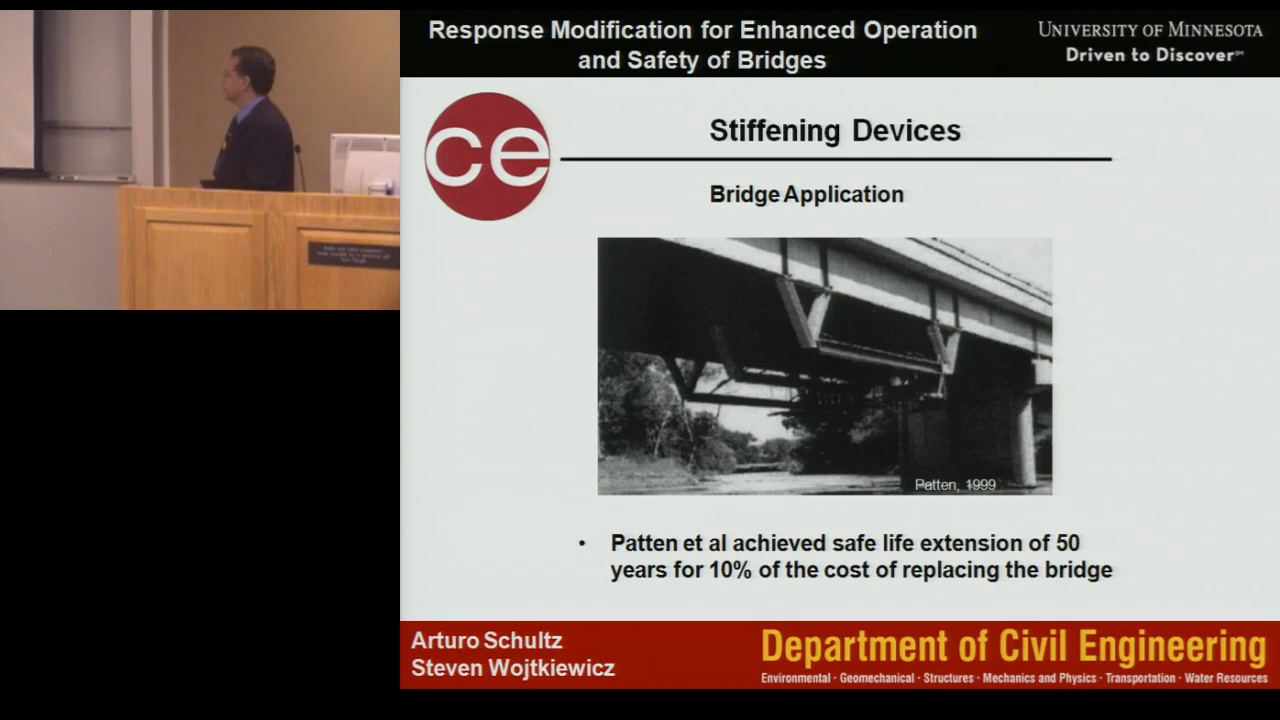 Response Modification for Enhanced Operation
and Safety of Bridges
UNIVERSITY OF MINNESOTA
Driven to Discover℠
ce
Stiffening Devices
Bridge Application
Patten, 1999
• Patten et al achieved safe life extension of 50
years for 10% of the cost of replacing the bridge
Arturo Schultz
Steven Wojtkiewicz
Department of Civil Engineering
Environmental · Geomechanical · Structures · Mechanics and Physics · Transportation · Water Resources